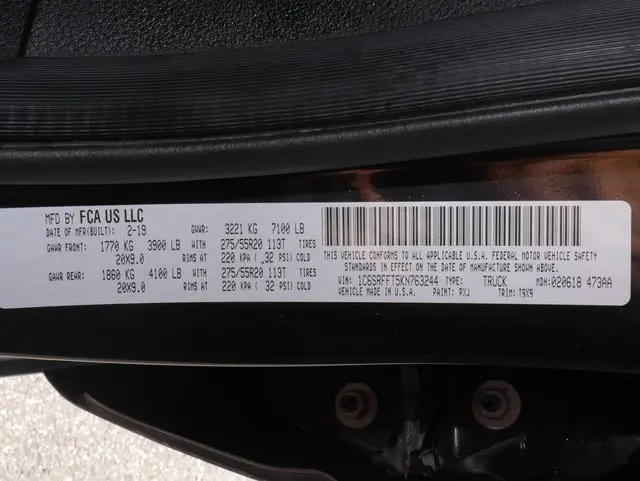 MFD BY FCA US LLC
DATE OF MFR(BUILT): 2-19 GVWR: 3221 KG 7100 LB
GAWR FRONT: 1770 KG 3900 LB WITH 275/55R20 113T TIRES
20X9.0 RIMS AT 220 KPA ( 32 PSI) COLD
GAWR REAR: 1860 KG 4100 LB WITH 275/55R20 113T TIRES
20X9.0 RIMS AT 220 KPA ( 32 PSI) COLD
THIS VEHICLE CONFORMS TO ALL APPLICABLE U.S.A. FEDERAL MOTOR VEHICLE SAFETY
STANDARDS IN EFFECT ON THE DATE OF MANUFACTURE SHOWN ABOVE.
VIN: 1C6SRFFT5KN763244 TYPE: TRUCK MDH: 020618 473AA
VEHICLE MADE IN U.S.A. PAINT: PXJ TRIM: T9X9